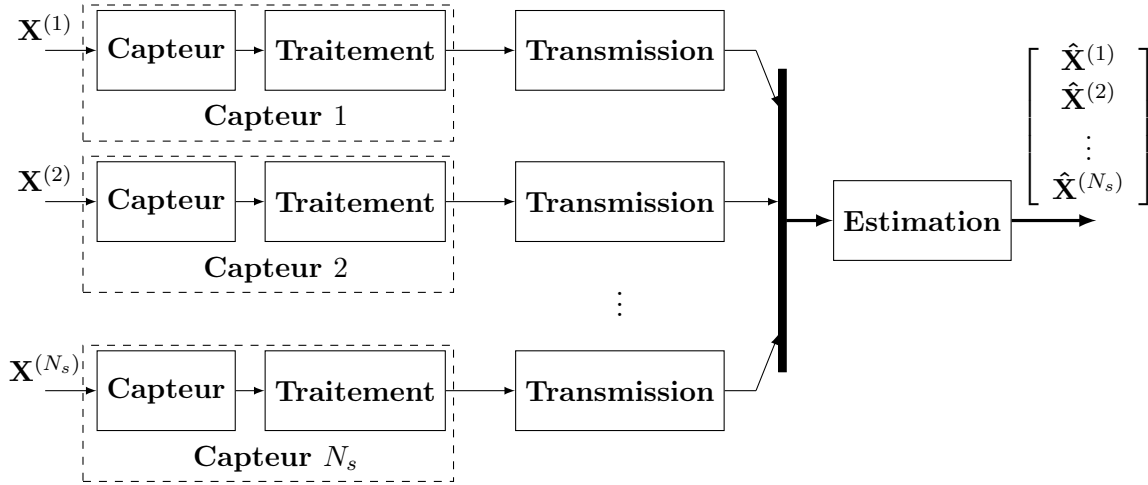 X^(1)
Capteur
Traitement
Transmission
Capteur 1
X^(2)
Capteur
Traitement
Transmission
Capteur 2
⋮
X^(N_s)
Capteur
Traitement
Transmission
Capteur N_s
Estimation
X̂^(1)
X̂^(2)
⋮
X̂^(N_s)